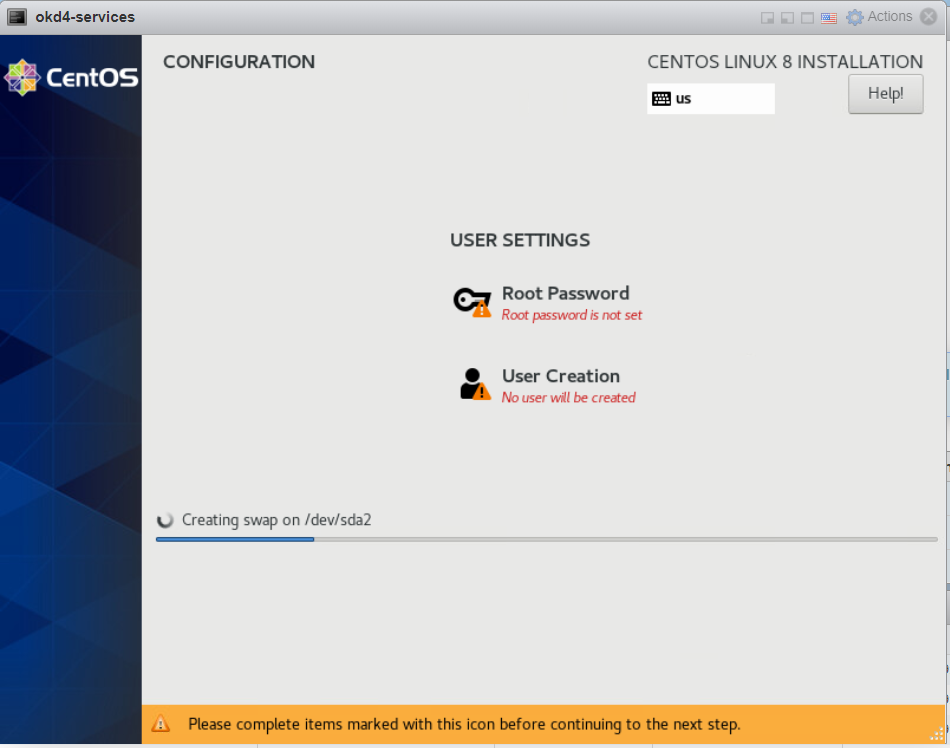 okd4-services
Actions
CentOS
CONFIGURATION
CENTOS LINUX 8 INSTALLATION
us
Help!
USER SETTINGS
Root Password
Root password is not set
User Creation
No user will be created
Creating swap on /dev/sda2
Please complete items marked with this icon before continuing to the next step.